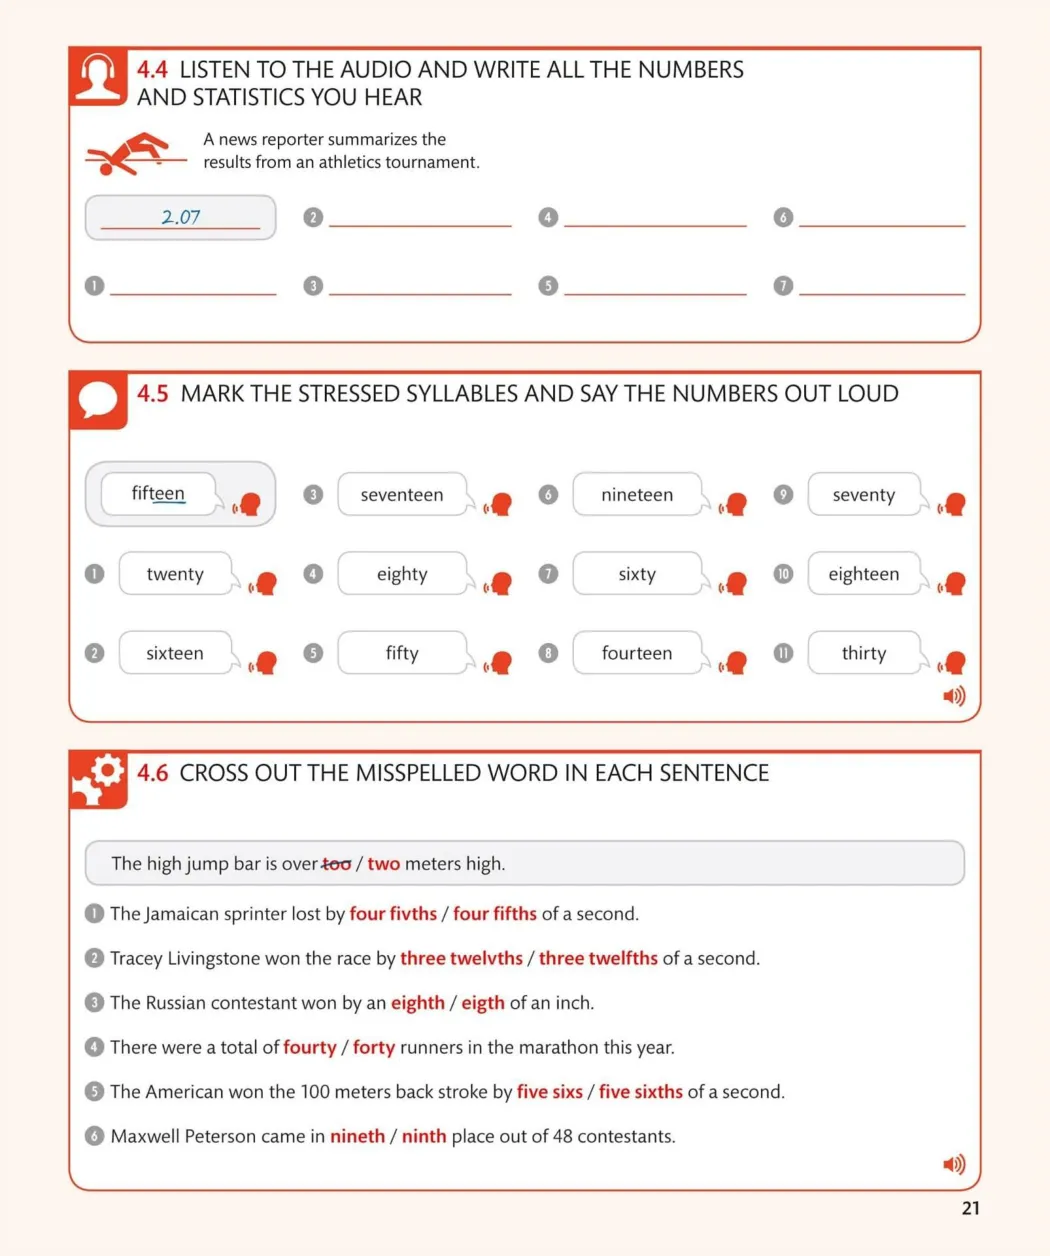 4.4 LISTEN TO THE AUDIO AND WRITE ALL THE NUMBERS
AND STATISTICS YOU HEAR
A news reporter summarizes the
results from an athletics tournament.
2.07
2
4
6
1
3
5
7
4.5 MARK THE STRESSED SYLLABLES AND SAY THE NUMBERS OUT LOUD
fifteen
3 seventeen
6 nineteen
9 seventy
1 twenty
4 eighty
7 sixty
10 eighteen
2 sixteen
5 fifty
8 fourteen
11 thirty
4.6 CROSS OUT THE MISSPELLED WORD IN EACH SENTENCE
The high jump bar is over too / two meters high.
1 The Jamaican sprinter lost by four fivths / four fifths of a second.
2 Tracey Livingstone won the race by three twelvths / three twelfths of a second.
3 The Russian contestant won by an eighth / eigth of an inch.
4 There were a total of fourty / forty runners in the marathon this year.
5 The American won the 100 meters back stroke by five sixs / five sixths of a second.
6 Maxwell Peterson came in nineth / ninth place out of 48 contestants.
21